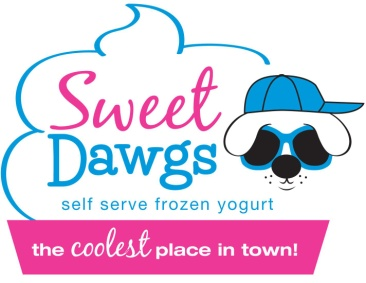 Sweet
Dawgs
self serve frozen yogurt
the coolest place in town!